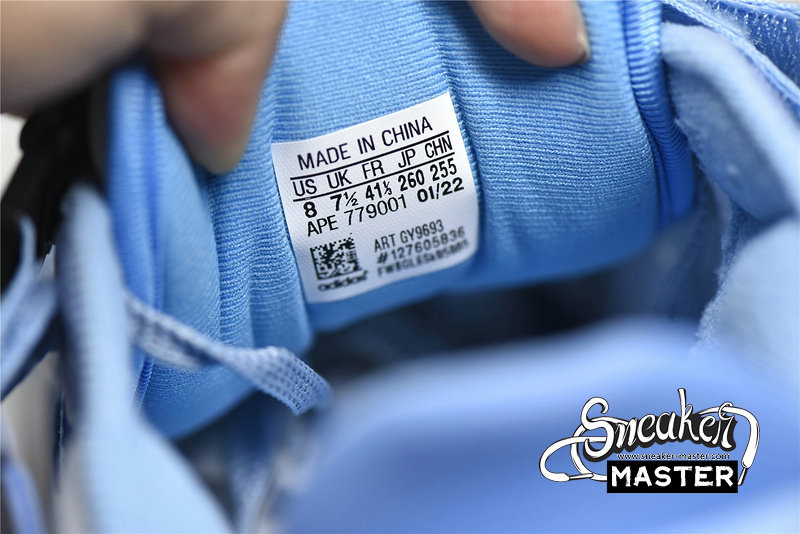 MADE IN CHINA
US UK FR JP CHN
8 7½ 41⅓ 260 255
APE 779001 01/22
ART GY9693
#127605836
adidas
Sneaker
www.sneaker-master.com
MASTER